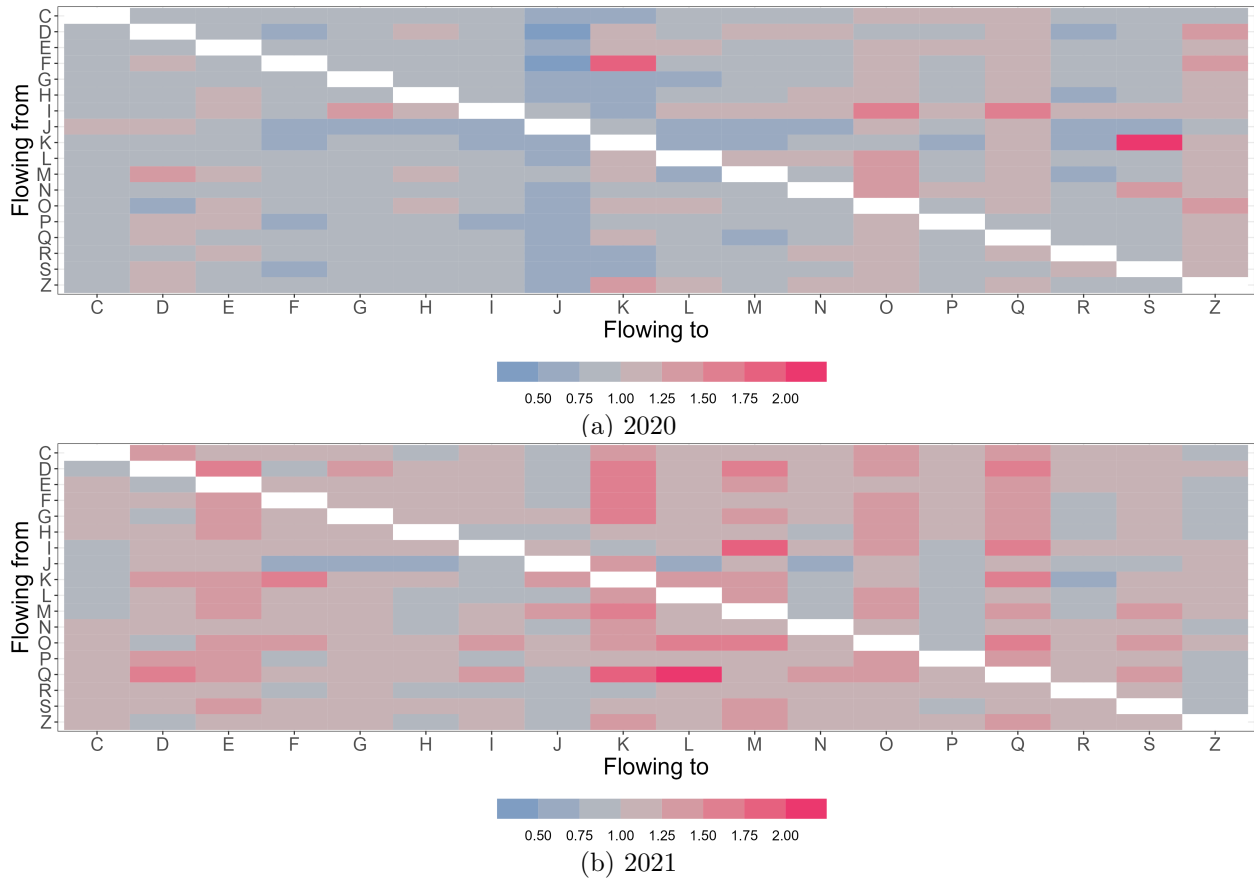 Flowing from
C
D
E
F
G
H
I
J
K
L
M
N
O
P
Q
R
S
Z
C D E F G H I J K L M N O P Q R S Z
Flowing to
0.50 0.75 1.00 1.25 1.50 1.75 2.00
(a) 2020
Flowing from
C
D
E
F
G
H
I
J
K
L
M
N
O
P
Q
R
S
Z
C D E F G H I J K L M N O P Q R S Z
Flowing to
0.50 0.75 1.00 1.25 1.50 1.75 2.00
(b) 2021